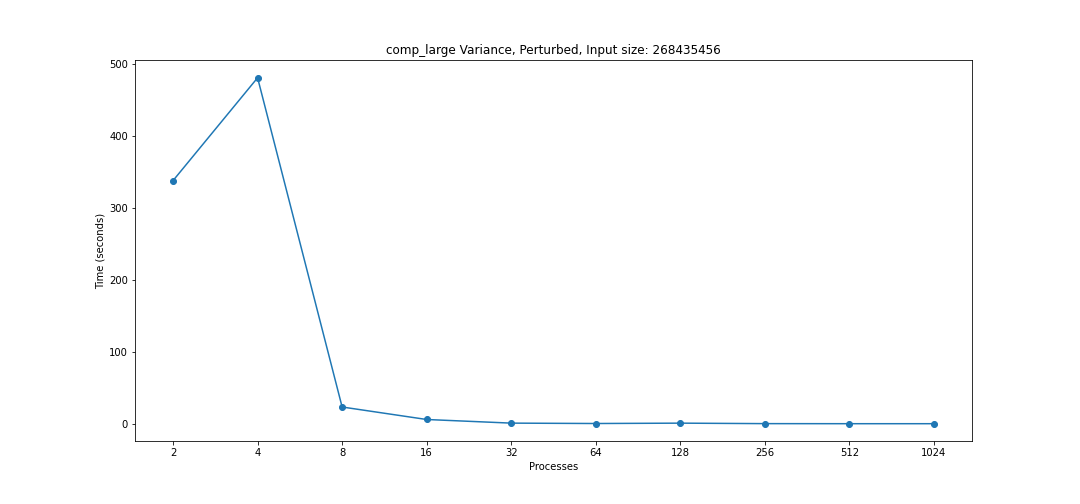 comp_large Variance, Perturbed, Input size: 268435456
500
400
300
200
100
0
Time (seconds)
2 4 8 16 32 64 128 256 512 1024
Processes